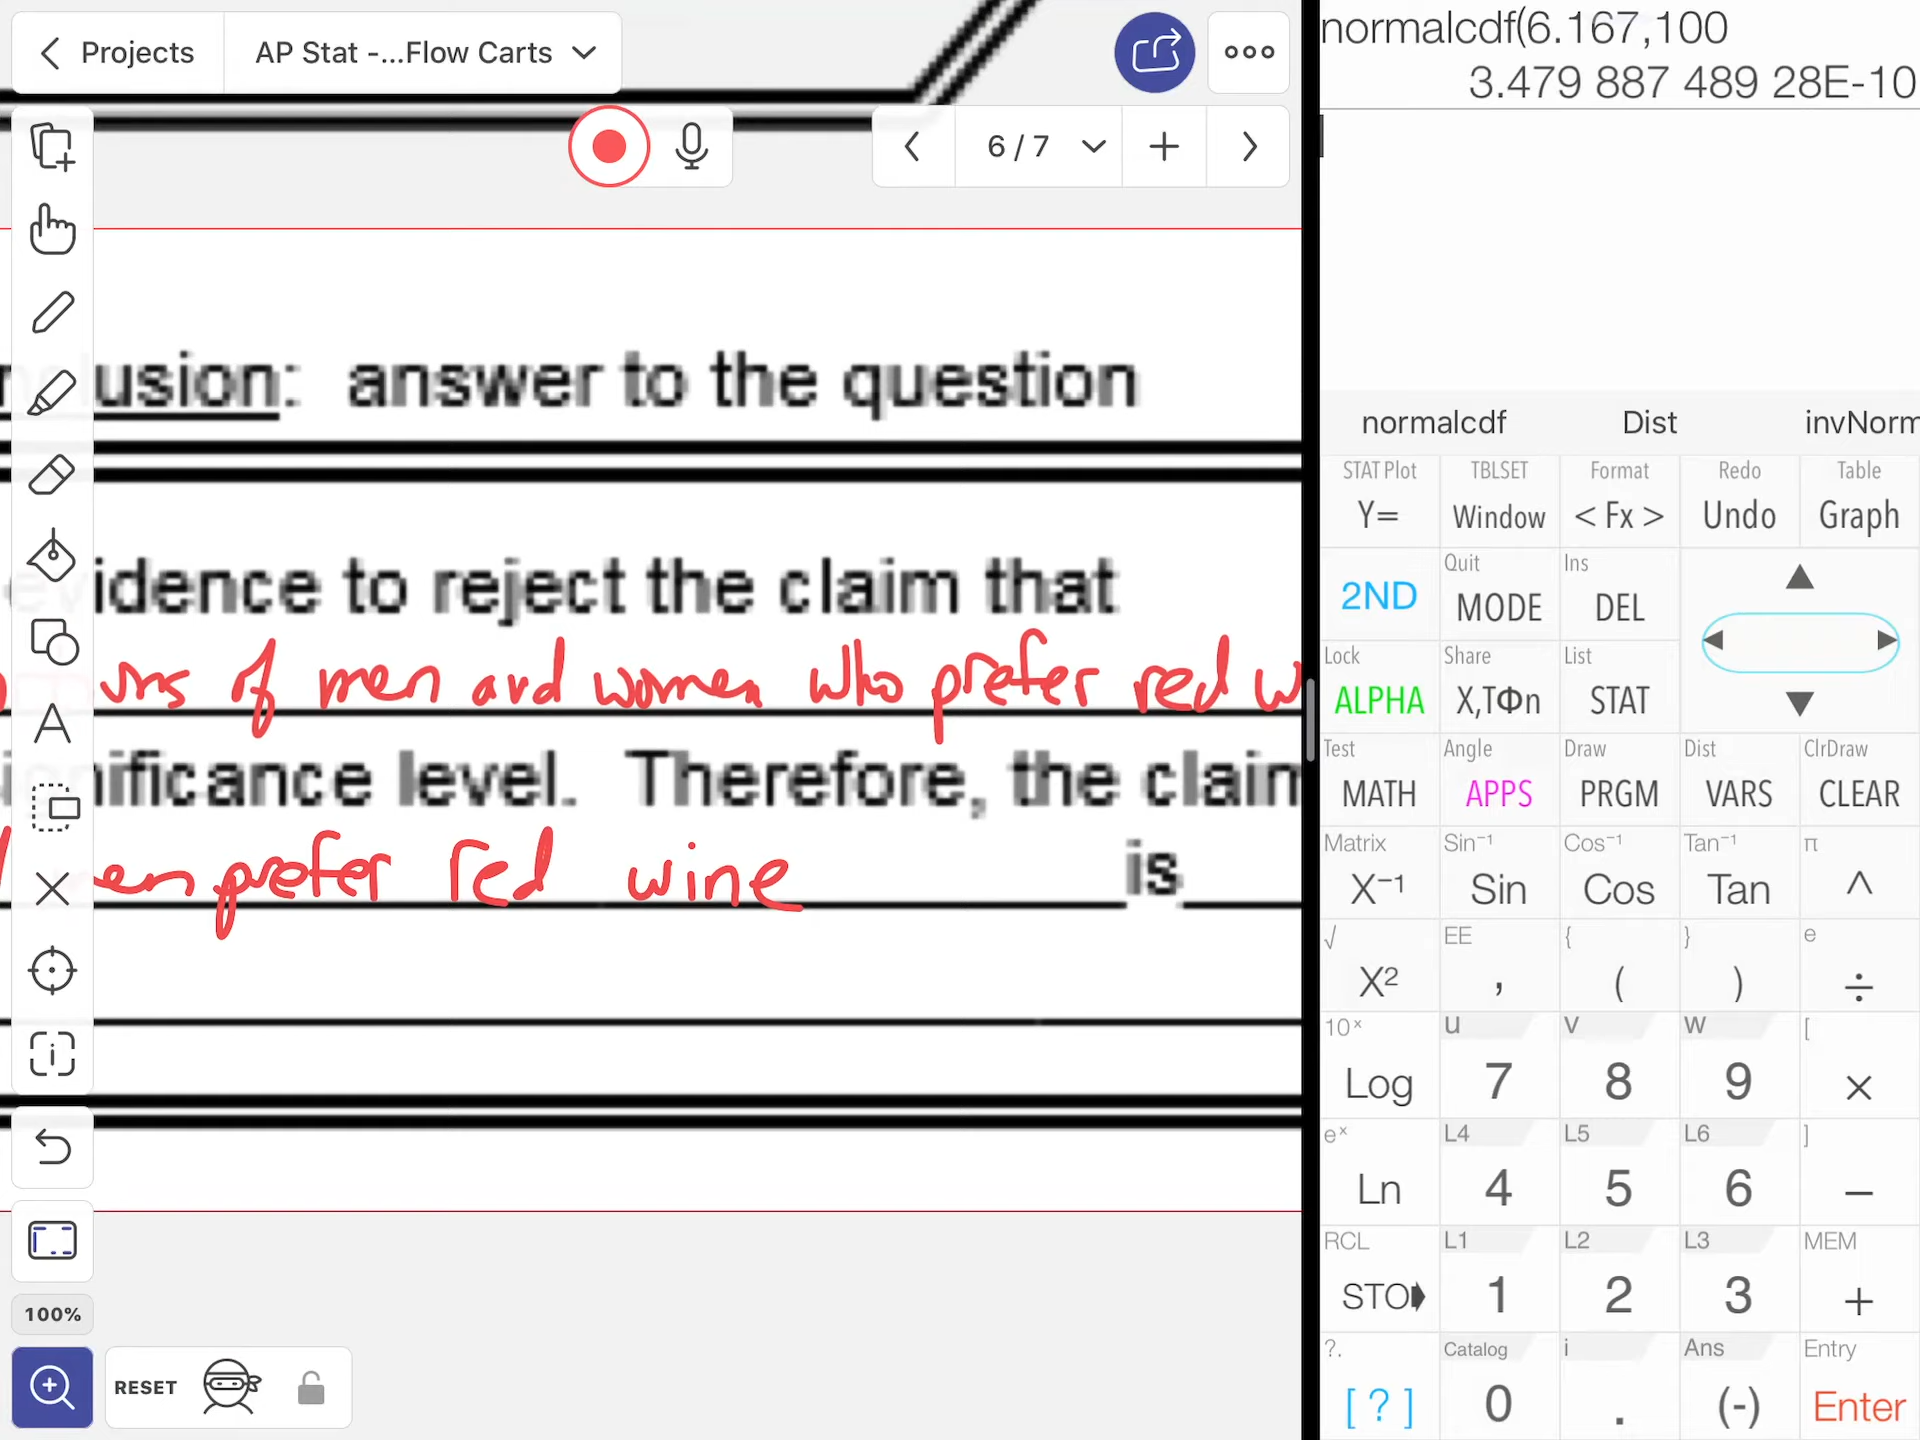 Projects
AP Stat -...Flow Carts
6 / 7
usion: answer to the question
evidence to reject the claim that
ons of men and women who prefer red w
nificance level. Therefore, the claim
en prefer red wine is
100%
RESET
normalcdf(6.167,100
3.479 887 489 28E-10
normalcdf Dist invNorm
STAT Plot TBLSET Format Redo Table
Y= Window < Fx > Undo Graph
Quit Ins
2ND MODE DEL
Lock Share List
ALPHA X,TΦn STAT
Test Angle Draw Dist ClrDraw
MATH APPS PRGM VARS CLEAR
Matrix Sin⁻¹ Cos⁻¹ Tan⁻¹ π
X⁻¹ Sin Cos Tan ^
√ EE { } e
X² , ( ) ÷
10ˣ u v w [
Log 7 8 9 ×
eˣ L4 L5 L6 ]
Ln 4 5 6 −
RCL L1 L2 L3 MEM
STO 1 2 3 +
?. Catalog i Ans Entry
[ ? ] 0 . (-) Enter